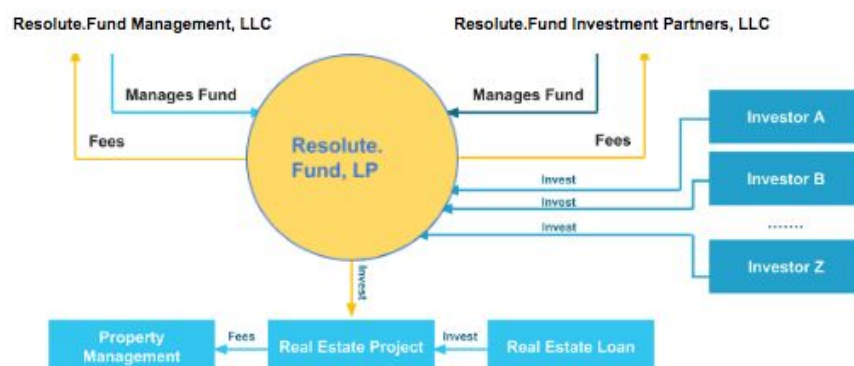 Resolute.Fund Management, LLC
Resolute.Fund Investment Partners, LLC
Manages Fund
Manages Fund
Fees
Fees
Resolute.
Fund, LP
Investor A
Invest
Investor B
Invest
.......
Invest
Investor Z
Invest
Property
Management
Fees
Real Estate Project
Invest
Real Estate Loan